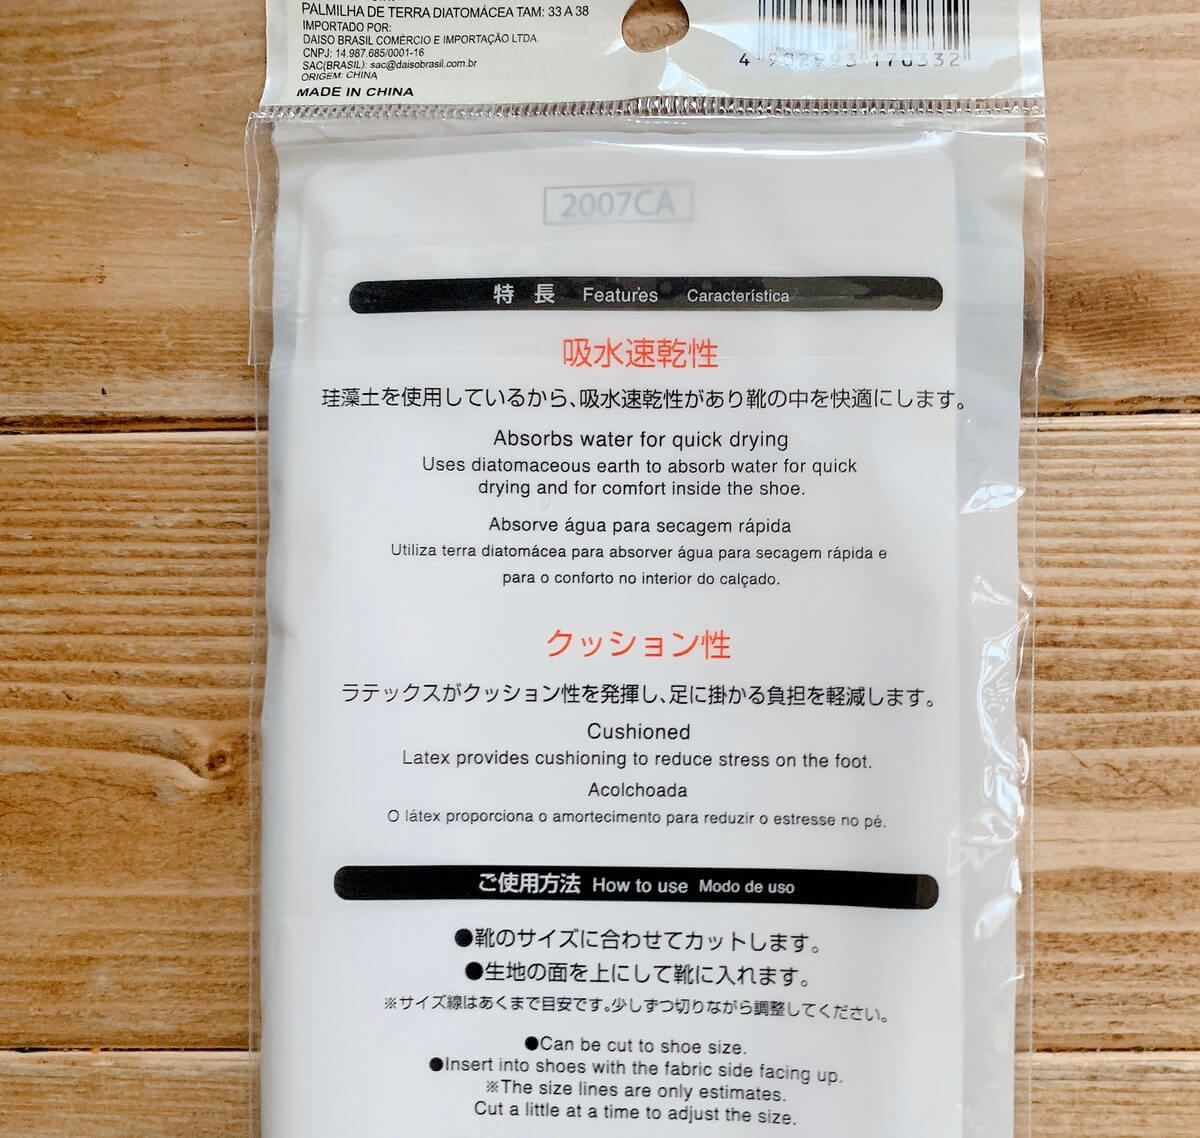 PALMILHA DE TERRA DIATOMÁCEA TAM: 33 A 38
IMPORTADO POR:
DAISO BRASIL COMÉRCIO E IMPORTAÇÃO LTDA.
CNPJ: 14.987.685/0001-16
SAC(BRASIL): sac@daisobrasil.com.br
ORIGEM: CHINA
MADE IN CHINA
4 902993 170332
2007CA
特 長 Features Característica
吸水速乾性
珪藻土を使用しているから、吸水速乾性があり靴の中を快適にします。
Absorbs water for quick drying
Uses diatomaceous earth to absorb water for quick
drying and for comfort inside the shoe.
Absorve água para secagem rápida
Utiliza terra diatomácea para absorver água para secagem rápida e
para o conforto no interior do calçado.
クッション性
ラテックスがクッション性を発揮し、足に掛かる負担を軽減します。
Cushioned
Latex provides cushioning to reduce stress on the foot.
Acolchoada
O látex proporciona o amortecimento para reduzir o estresse no pé.
ご使用方法 How to use Modo de uso
●靴のサイズに合わせてカットします。
●生地の面を上にして靴に入れます。
※サイズ線はあくまで目安です。少しずつ切りながら調整してください。
●Can be cut to shoe size.
●Insert into shoes with the fabric side facing up.
※The size lines are only estimates.
Cut a little at a time to adjust the size.